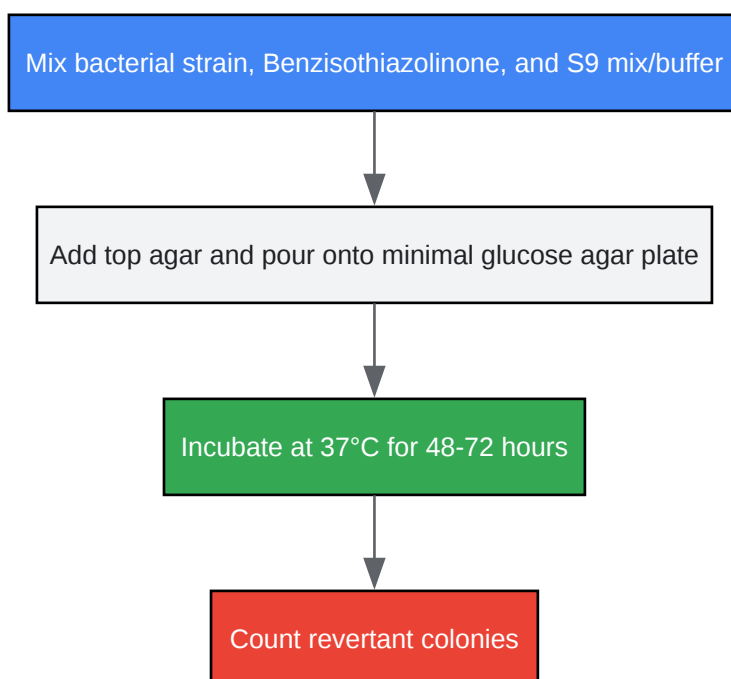 Mix bacterial strain, Benzisothiazolinone, and S9 mix/buffer
Add top agar and pour onto minimal glucose agar plate
Incubate at 37°C for 48-72 hours
Count revertant colonies